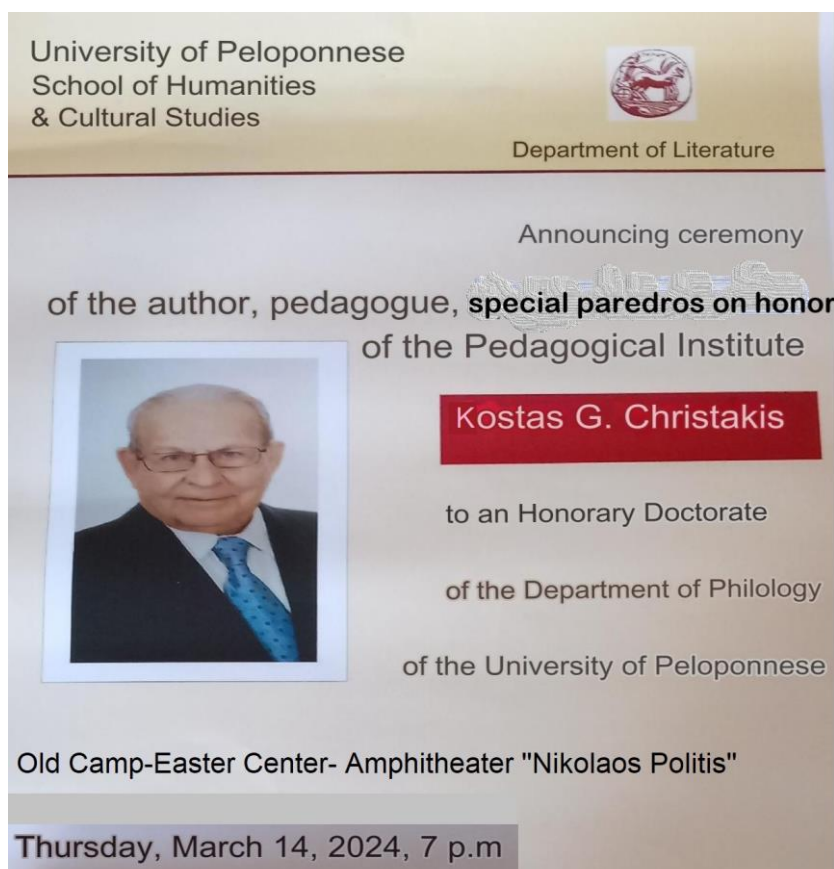 University of Peloponnese
School of Humanities
& Cultural Studies
Department of Literature
Announcing ceremony
of the author, pedagogue, special paredros on honor
of the Pedagogical Institute
Kostas G. Christakis
to an Honorary Doctorate
of the Department of Philology
of the University of Peloponnese
Old Camp-Easter Center- Amphitheater "Nikolaos Politis"
Thursday, March 14, 2024, 7 p.m